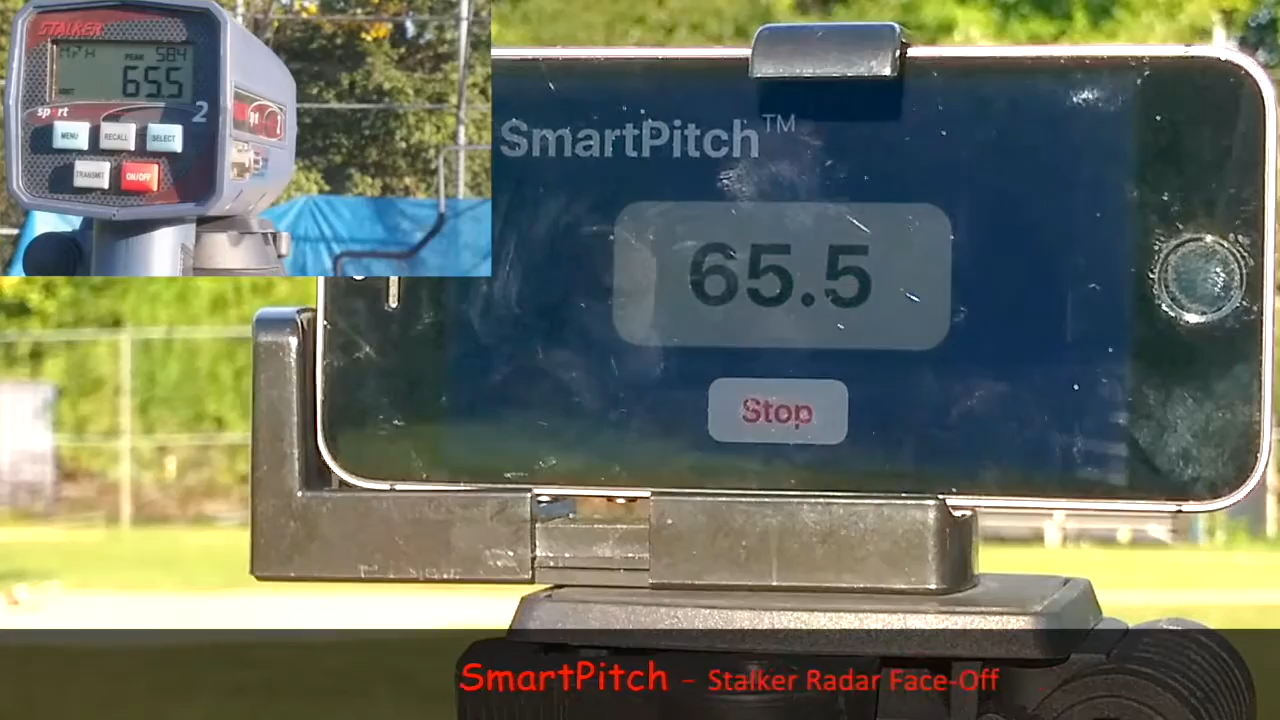 STALKER
MPH PEAK 58.4
65.5
sport 2
MENU RECALL SELECT
TRANSMIT ON/OFF
SmartPitch™
65.5
Stop
SmartPitch – Stalker Radar Face-Off